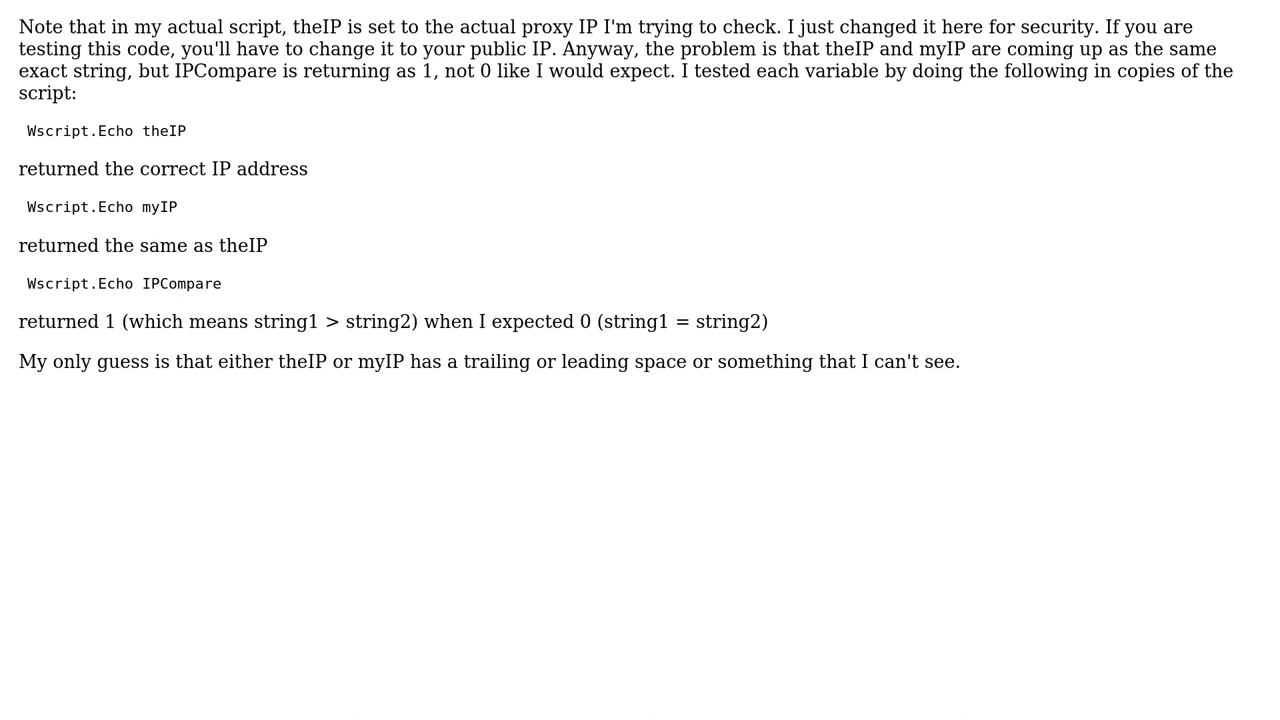 Note that in my actual script, theIP is set to the actual proxy IP I'm trying to check. I just changed it here for security. If you are
testing this code, you'll have to change it to your public IP. Anyway, the problem is that theIP and myIP are coming up as the same
exact string, but IPCompare is returning as 1, not 0 like I would expect. I tested each variable by doing the following in copies of the
script:
Wscript.Echo theIP
returned the correct IP address
Wscript.Echo myIP
returned the same as theIP
Wscript.Echo IPCompare
returned 1 (which means string1 > string2) when I expected 0 (string1 = string2)
My only guess is that either theIP or myIP has a trailing or leading space or something that I can't see.